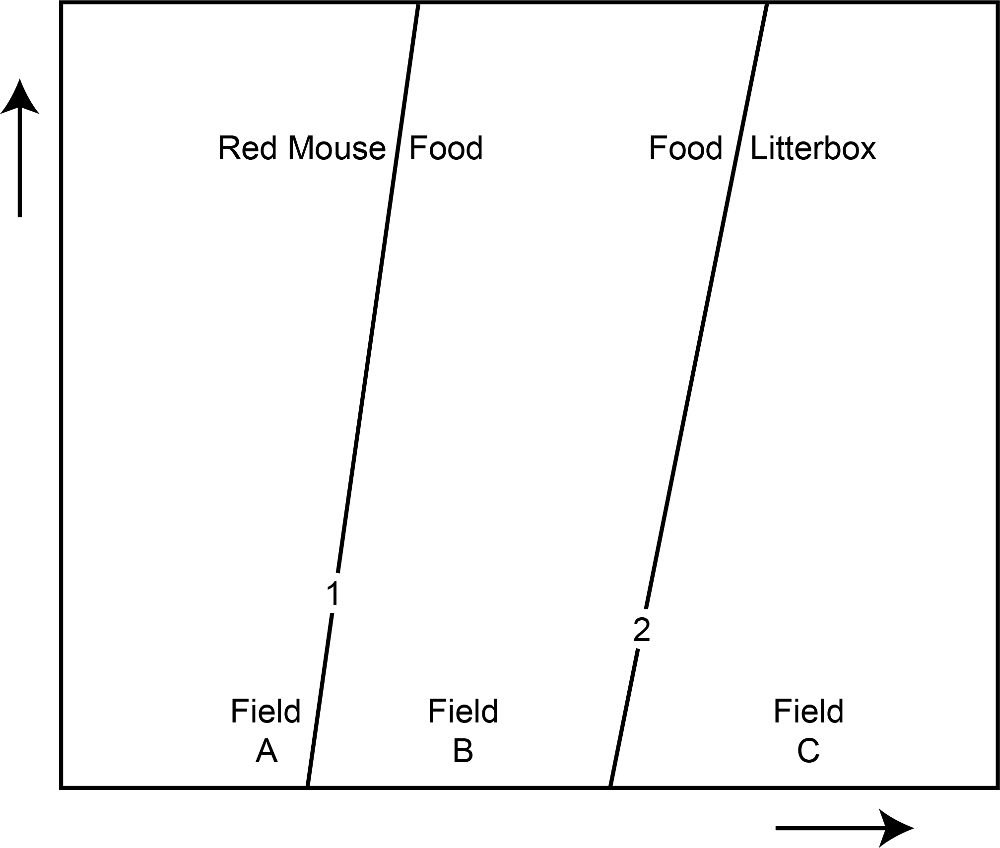 Red Mouse Food Food Litterbox
1
2
Field Field Field
A B C